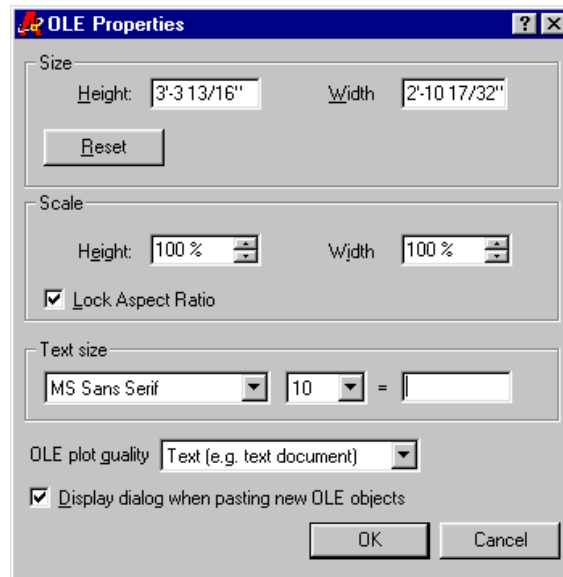 OLE Properties ? ×
Size
Height: 3'-3 13/16" Width 2'-10 17/32"
Reset
Scale
Height: 100 % Width 100 %
Lock Aspect Ratio
Text size
MS Sans Serif 10 =
OLE plot quality Text (e.g. text document)
Display dialog when pasting new OLE objects
OK Cancel